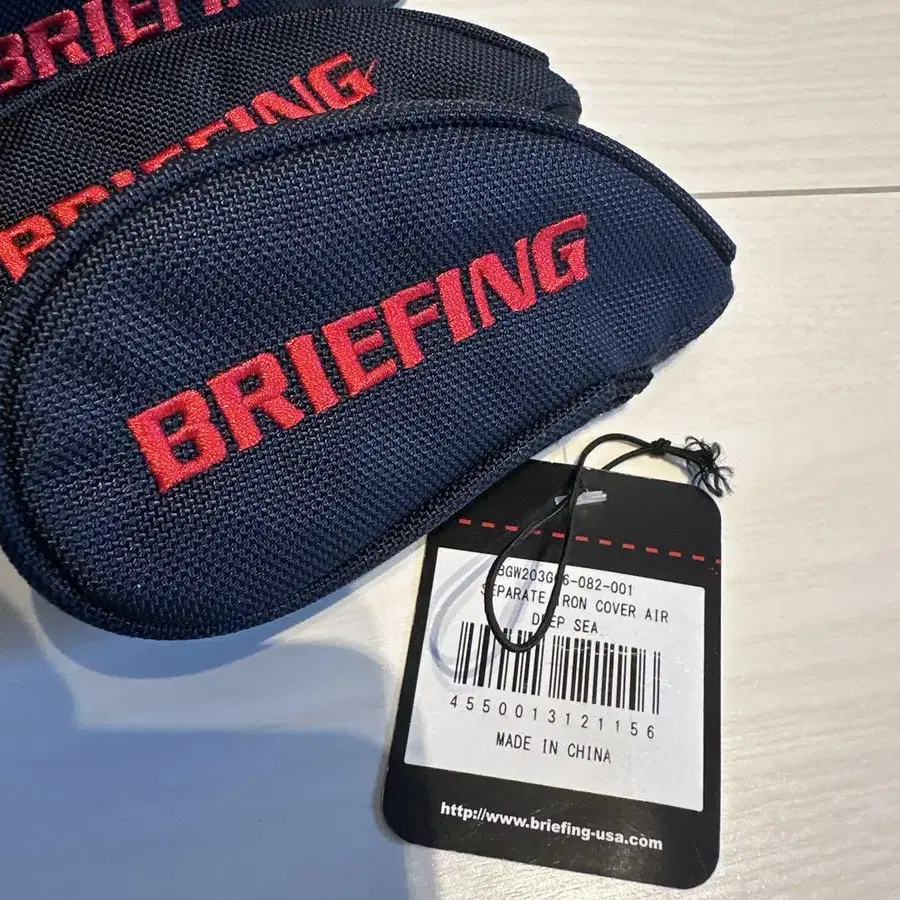 BRIEFING
BRIEFING
BRIEFING
SEPARATE IRON COVER AIR
DEEP SEA
4550013121156
MADE IN CHINA
http://www.briefing-usa.com